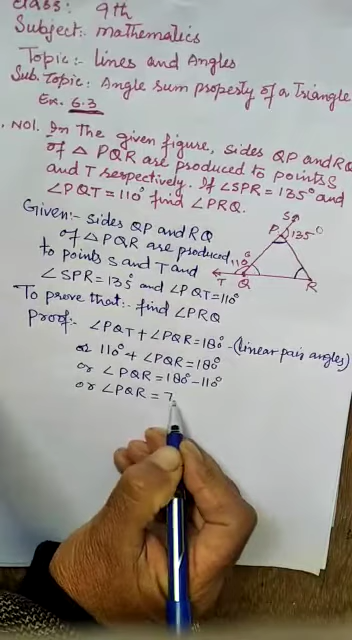 class: 9th
Subject:- mathematics
Topic:- lines and Angles
Sub. Topic:- Angle sum property of a Triangle
Ex. 6.3
NO1. In the given figure, sides QP and RQ
of △ PQR are produced to points S
and T respectively. If ∠SPR = 135° and
∠PQT = 110° find ∠PRQ.
Given:- sides QP and RQ
of △PQR are produced
to points S and T and
∠SPR = 135° and ∠PQT = 110°
S
P 135°
110°
T Q R
To prove that:- find ∠PRQ
Proof:- ∠PQT + ∠PQR = 180° - (linear pair angles)
or 110° + ∠PQR = 180°
or ∠PQR = 180° - 110°
or ∠PQR = 7